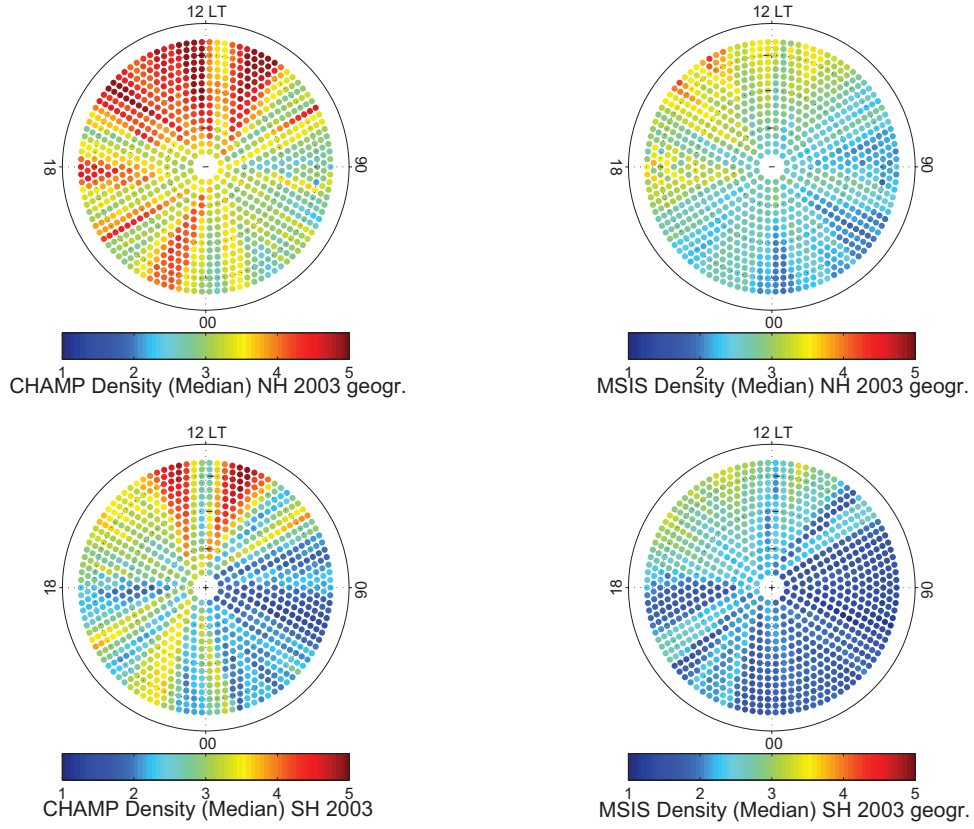 12 LT
18
06
00
1 2 3 4 5
CHAMP Density (Median) NH 2003 geogr.
12 LT
18
06
00
1 2 3 4 5
MSIS Density (Median) NH 2003 geogr.
12 LT
18
06
00
1 2 3 4 5
CHAMP Density (Median) SH 2003
12 LT
18
06
00
1 2 3 4 5
MSIS Density (Median) SH 2003 geogr.